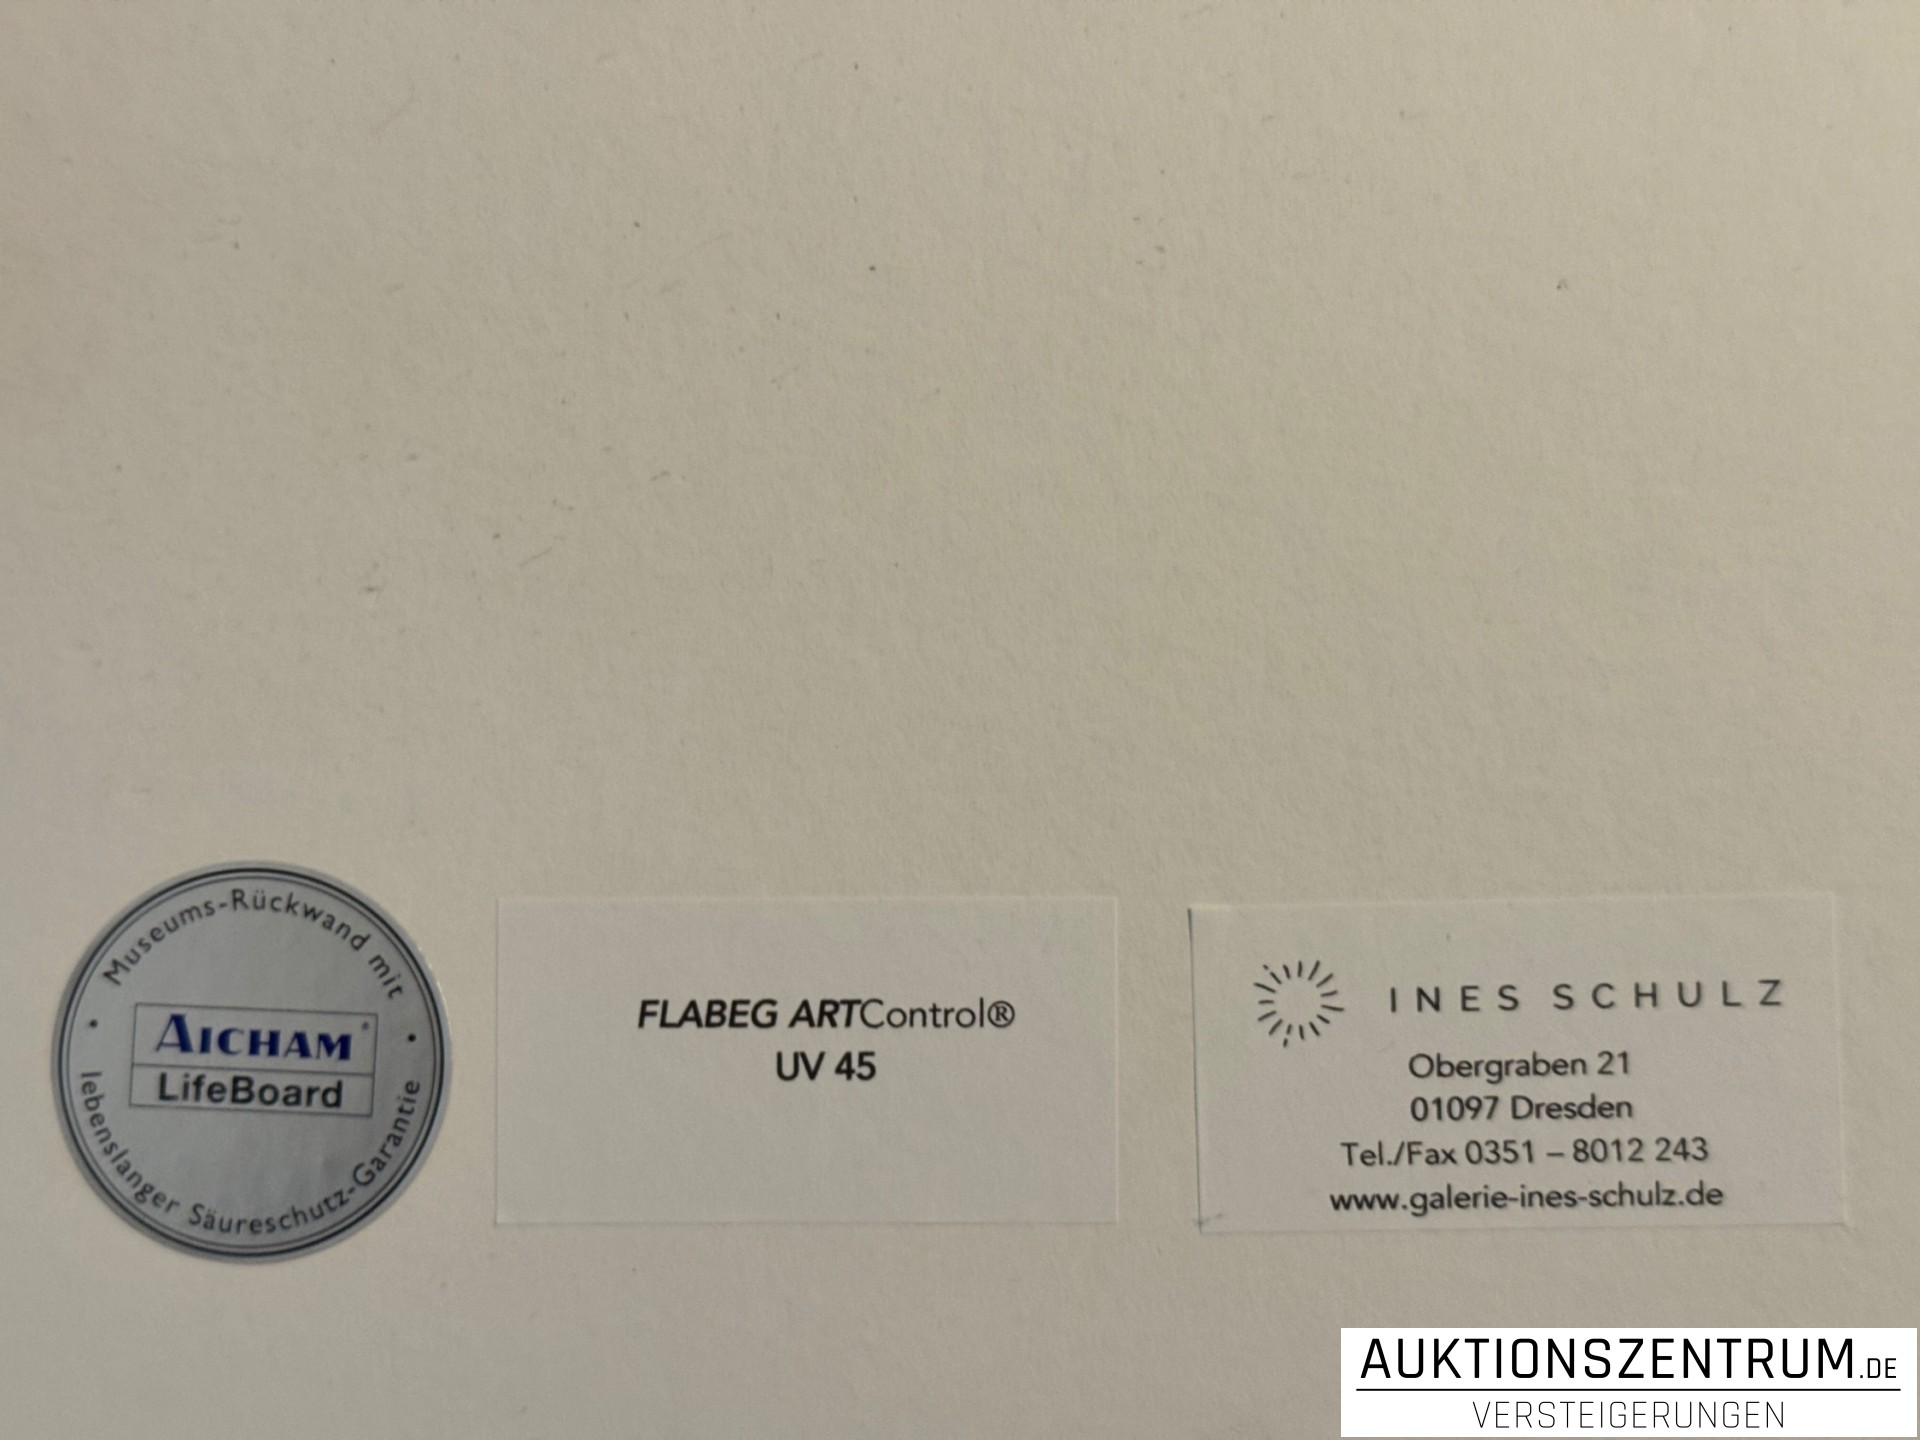 Museums-Rückwand mit
AICHAM®
LifeBoard
lebenslanger Säureschutz-Garantie
FLABEG ARTControl®
UV 45
INES SCHULZ
Obergraben 21
01097 Dresden
Tel./Fax 0351 – 8012 243
www.galerie-ines-schulz.de
AUKTIONSZENTRUM.DE
VERSTEIGERUNGEN